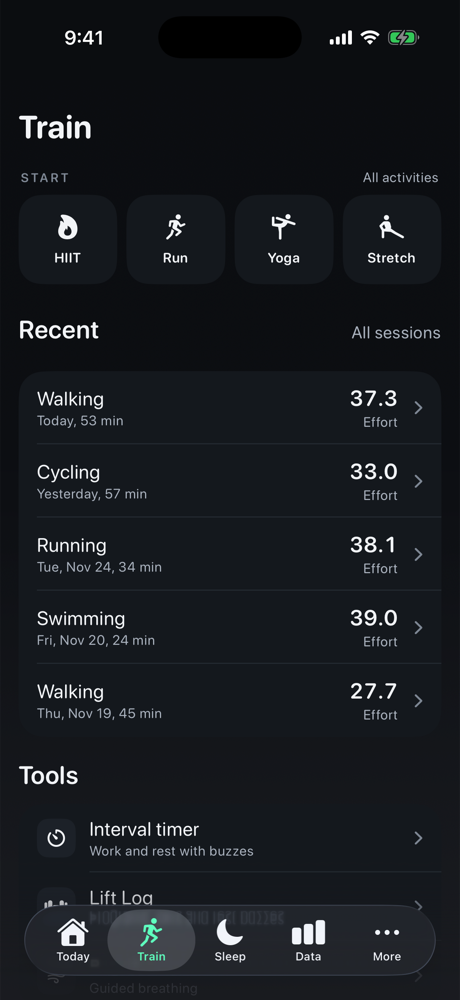 9:41
Train
START
All activities
HIIT
Run
Yoga
Stretch
Recent
All sessions
Walking
37.3
Today, 53 min
Effort
Cycling
33.0
Yesterday, 57 min
Effort
Running
38.1
Tue, Nov 24, 34 min
Effort
Swimming
39.0
Fri, Nov 20, 24 min
Effort
Walking
27.7
Thu, Nov 19, 45 min
Effort
Tools
Interval timer
Work and rest with buzzes
Lift Log
Today
Train
Sleep
Data
More
Guided breathing